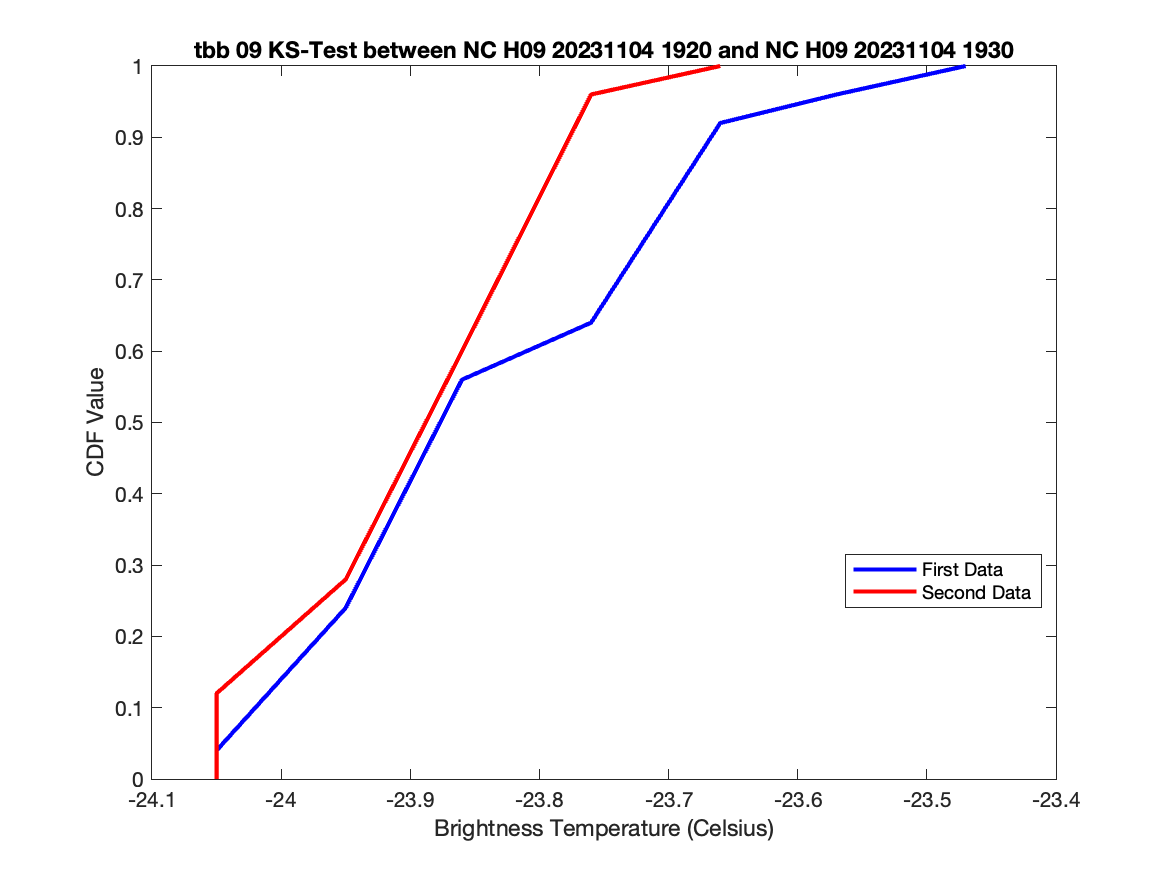 tbb 09 KS-Test between NC H09 20231104 1920 and NC H09 20231104 1930
1
0.9
0.8
0.7
0.6
0.5
0.4
0.3
0.2
0.1
0
CDF Value
First Data
Second Data
-24.1 -24 -23.9 -23.8 -23.7 -23.6 -23.5 -23.4
Brightness Temperature (Celsius)